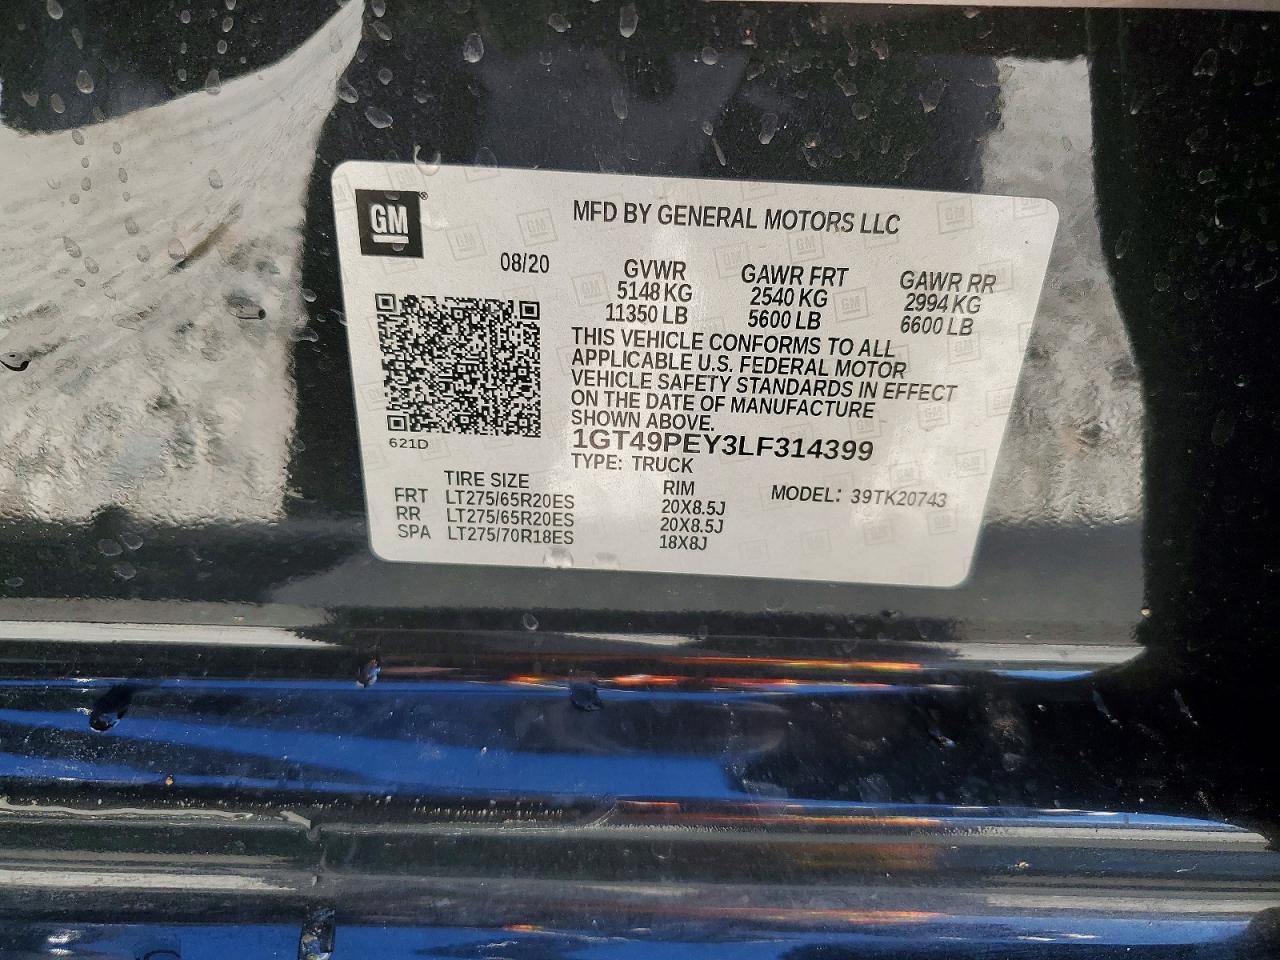 GM ®
MFD BY GENERAL MOTORS LLC
08/20
GVWR GAWR FRT GAWR RR
5148 KG 2540 KG 2994 KG
11350 LB 5600 LB 6600 LB
THIS VEHICLE CONFORMS TO ALL
APPLICABLE U.S. FEDERAL MOTOR
VEHICLE SAFETY STANDARDS IN EFFECT
ON THE DATE OF MANUFACTURE
SHOWN ABOVE.
621D
1GT49PEY3LF314399
TYPE: TRUCK
TIRE SIZE RIM MODEL: 39TK20743
FRT LT275/65R20ES 20X8.5J
RR LT275/65R20ES 20X8.5J
SPA LT275/70R18ES 18X8J